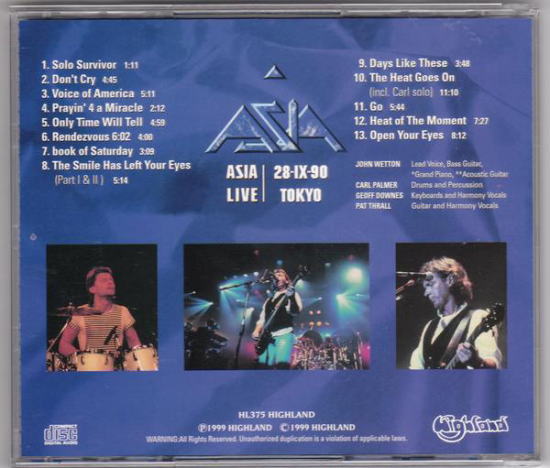 1. Solo Survivor 1:11
2. Don't Cry 4:45
3. Voice of America 5:11
4. Prayin' 4 a Miracle 2:12
5. Only Time Will Tell 4:59
6. Rendezvous 6:02 4:00
7. book of Saturday 3:09
8. The Smile Has Left Your Eyes
(Part I & II) 5:14
ASIA
ASIA LIVE
28-IX-90 TOKYO
9. Days Like These 3:48
10. The Heat Goes On
(incl. Carl solo) 11:10
11. Go 5:44
12. Heat of The Moment 7:27
13. Open Your Eyes 8:12
JOHN WETTON Lead Voice, Bass Guitar,
*Grand Piano, **Acoustic Guitar
CARL PALMER Drums and Percussion
GEOFF DOWNES Keyboards and Harmony Vocals
PAT THRALL Guitar and Harmony Vocals
COMPACT
disc
DIGITAL AUDIO
HL375 HIGHLAND
Ⓟ1999 HIGHLAND ©1999 HIGHLAND
WARNING:All Rights Reserved. Unauthorized duplication is a violation of applicable laws.
Highland